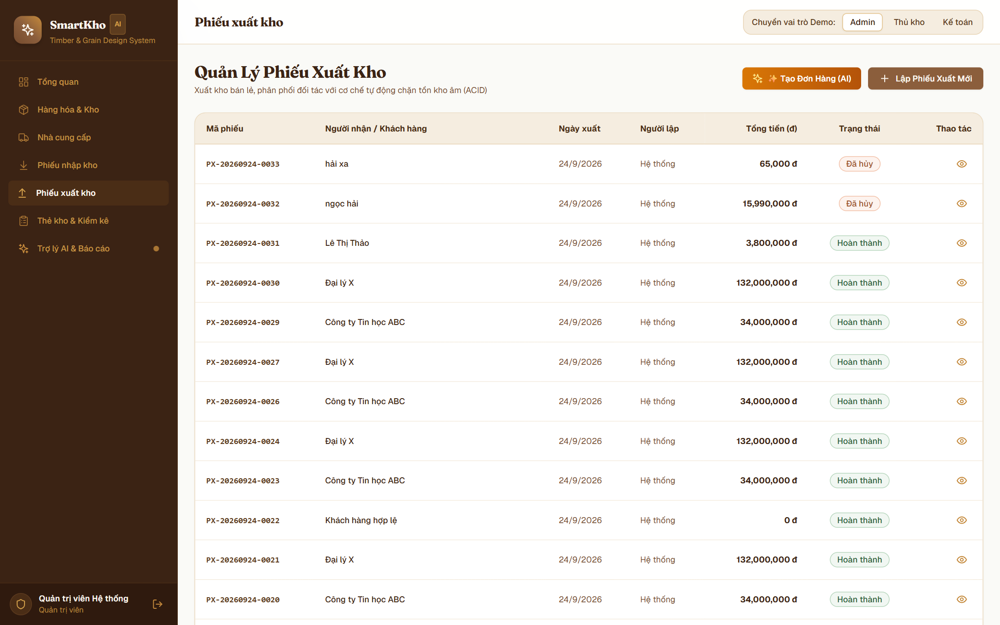 SmartKho AI
Timber & Grain Design System
Tổng quan
Hàng hóa & Kho
Nhà cung cấp
Phiếu nhập kho
Phiếu xuất kho
Thẻ kho & Kiểm kê
Trợ lý AI & Báo cáo
Quản trị viên Hệ thống
Quản trị viên
Phiếu xuất kho
Chuyển vai trò Demo: Admin Thủ kho Kế toán
Quản Lý Phiếu Xuất Kho
Xuất kho bán lẻ, phân phối đối tác với cơ chế tự động chặn tồn kho âm (ACID)
✨ Tạo Đơn Hàng (AI)
Lập Phiếu Xuất Mới
Mã phiếu Người nhận / Khách hàng Ngày xuất Người lập Tổng tiền (đ) Trạng thái Thao tác
PX-20260924-0033 hải xa 24/9/2026 Hệ thống 65,000 đ Đã hủy
PX-20260924-0032 ngọc hải 24/9/2026 Hệ thống 15,990,000 đ Đã hủy
PX-20260924-0031 Lê Thị Thảo 24/9/2026 Hệ thống 3,800,000 đ Hoàn thành
PX-20260924-0030 Đại lý X 24/9/2026 Hệ thống 132,000,000 đ Hoàn thành
PX-20260924-0029 Công ty Tin học ABC 24/9/2026 Hệ thống 34,000,000 đ Hoàn thành
PX-20260924-0027 Đại lý X 24/9/2026 Hệ thống 132,000,000 đ Hoàn thành
PX-20260924-0026 Công ty Tin học ABC 24/9/2026 Hệ thống 34,000,000 đ Hoàn thành
PX-20260924-0024 Đại lý X 24/9/2026 Hệ thống 132,000,000 đ Hoàn thành
PX-20260924-0023 Công ty Tin học ABC 24/9/2026 Hệ thống 34,000,000 đ Hoàn thành
PX-20260924-0022 Khách hàng hợp lệ 24/9/2026 Hệ thống 0 đ Hoàn thành
PX-20260924-0021 Đại lý X 24/9/2026 Hệ thống 132,000,000 đ Hoàn thành
PX-20260924-0020 Công ty Tin học ABC 24/9/2026 Hệ thống 34,000,000 đ Hoàn thành